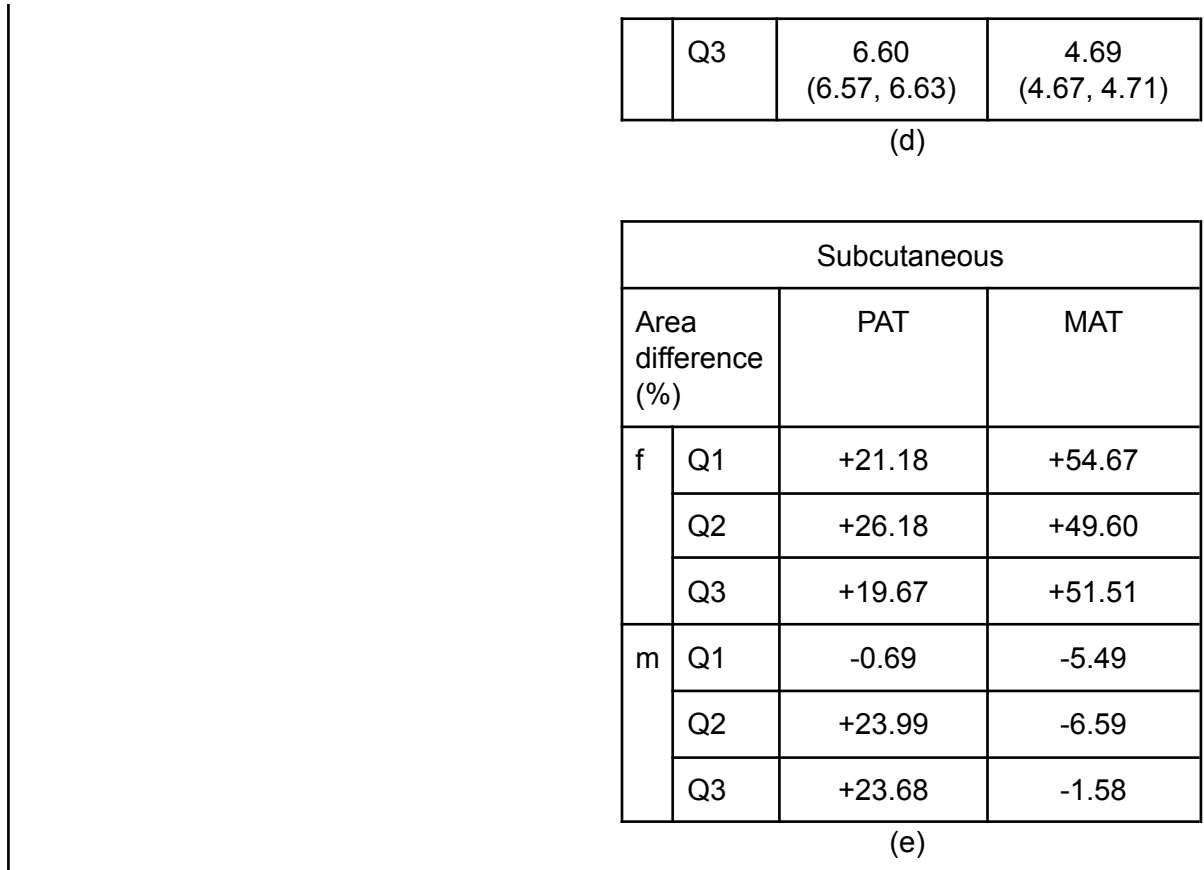 Q3 6.60 4.69
(6.57, 6.63) (4.67, 4.71)
(d)
Subcutaneous
Area PAT MAT
difference
(%)
f Q1 +21.18 +54.67
Q2 +26.18 +49.60
Q3 +19.67 +51.51
m Q1 -0.69 -5.49
Q2 +23.99 -6.59
Q3 +23.68 -1.58
(e)